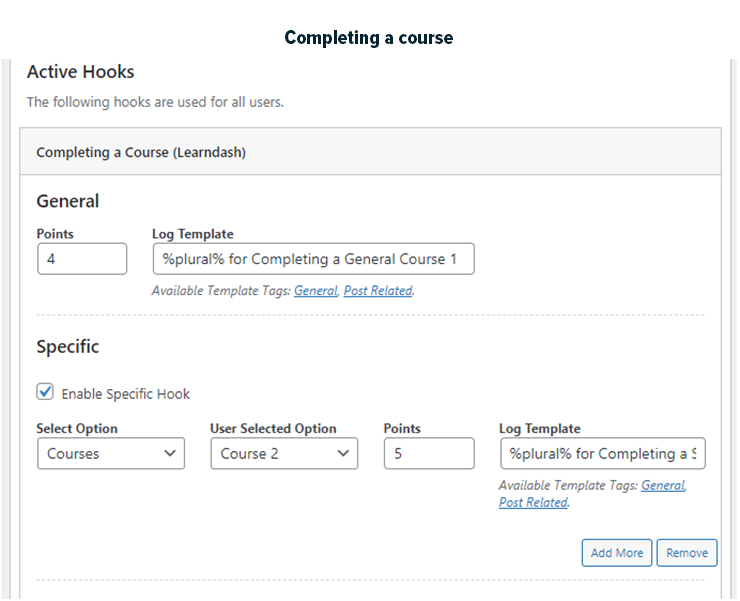 Completing a course
Active Hooks
The following hooks are used for all users.
Completing a Course (Learndash)
General
Points
Log Template
4
%plural% for Completing a General Course 1
Available Template Tags: General, Post Related.
Specific
Enable Specific Hook
Select Option
User Selected Option
Points
Log Template
Courses
Course 2
5
%plural% for Completing a
Available Template Tags: General,
Post Related.
Add More
Remove